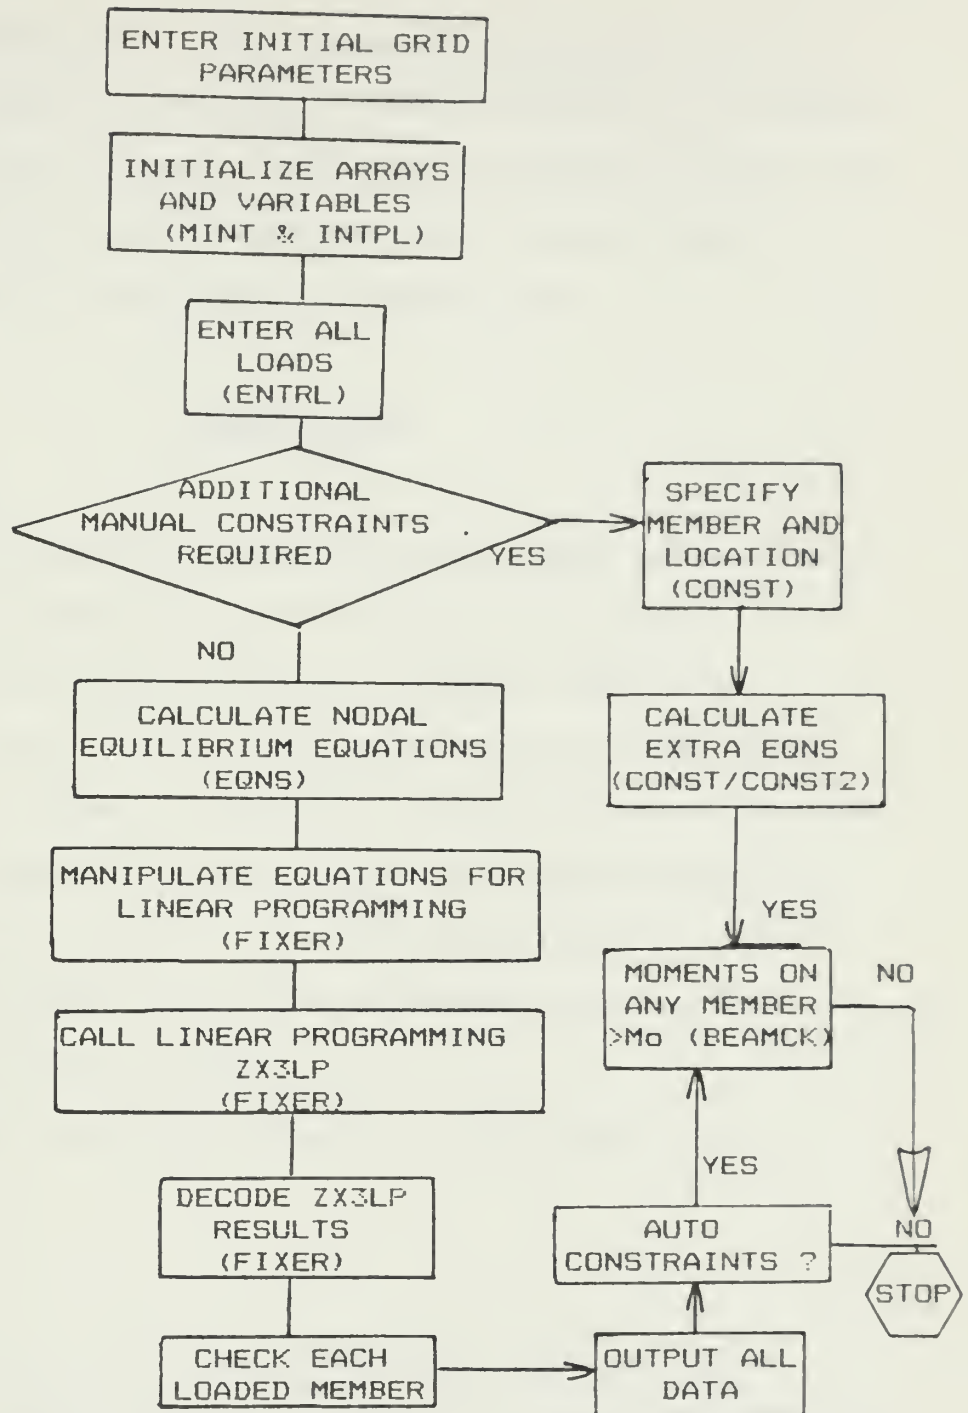 ENTER INITIAL GRID
PARAMETERS
INITIALIZE ARRAYS
AND VARIABLES
(MINT & INTPL)
ENTER ALL
LOADS
(ENTRL)
ADDITIONAL
MANUAL CONSTRAINTS
REQUIRED
YES
SPECIFY
MEMBER AND
LOCATION
(CONST)
NO
CALCULATE NODAL
EQUILIBRIUM EQUATIONS
(EQNS)
CALCULATE
EXTRA EQNS
(CONST/CONST2)
MANIPULATE EQUATIONS FOR
LINEAR PROGRAMMING
(FIXER)
YES
MOMENTS ON
ANY MEMBER
>Mo (BEAMCK)
NO
CALL LINEAR PROGRAMMING
ZX3LP
(FIXER)
YES
DECODE ZX3LP
RESULTS
(FIXER)
AUTO
CONSTRAINTS ?
NO
STOP
CHECK EACH
LOADED MEMBER
OUTPUT ALL
DATA